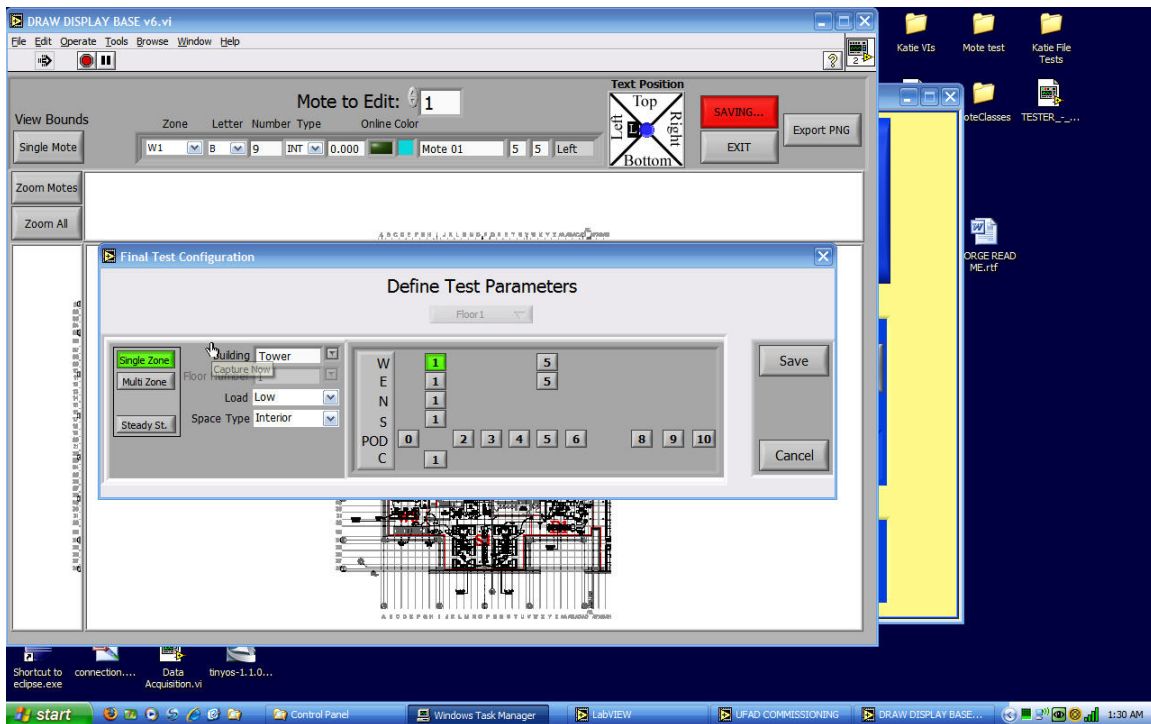 DRAW DISPLAY BASE v6.vi
File Edit Operate Tools Browse Window Help
2
Katie VIs
Mote test
Katie File Tests
Text Position
Top
Left
L
Right
Bottom
Mote to Edit: 1
View Bounds
Single Mote
Zone Letter Number Type Online Color
W1 B 9 INT 0.000 Mote 01 5 5 Left
SAVING...
EXIT
Export PNG
oteClasses
TESTER_-_...
Zoom Motes
Zoom All
ORGE READ ME.rtf
Final Test Configuration
Define Test Parameters
Floor1
Single Zone
Multi Zone
Steady St.
Building Tower
Capture Now
Floor Number 1
Load Low
Space Type Interior
W 1 5
E 1 5
N 1
S 1
POD 0 2 3 4 5 6 8 9 10
C 1
Save
Cancel
S1
Shortcut to eclipse.exe
connection....
Data Acquisition.vi
tinyos-1.1.0...
start
Control Panel
Windows Task Manager
LabVIEW
UFAD COMMISSIONING
DRAW DISPLAY BASE...
1:30 AM